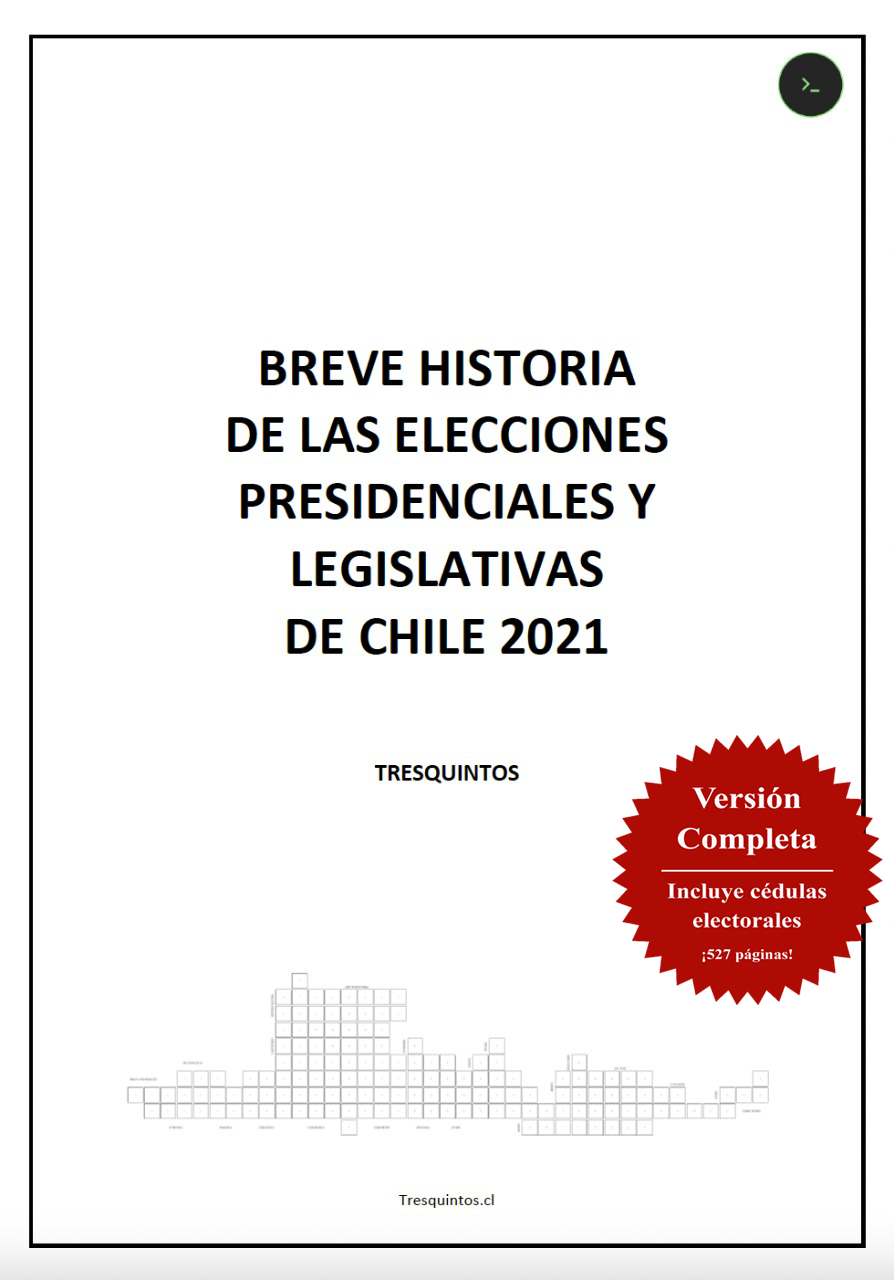 >_
BREVE HISTORIA
DE LAS ELECCIONES
PRESIDENCIALES Y
LEGISLATIVAS
DE CHILE 2021
TRESQUINTOS
Versión
Completa
Incluye cédulas
electorales
¡527 páginas!
Tresquintos.cl